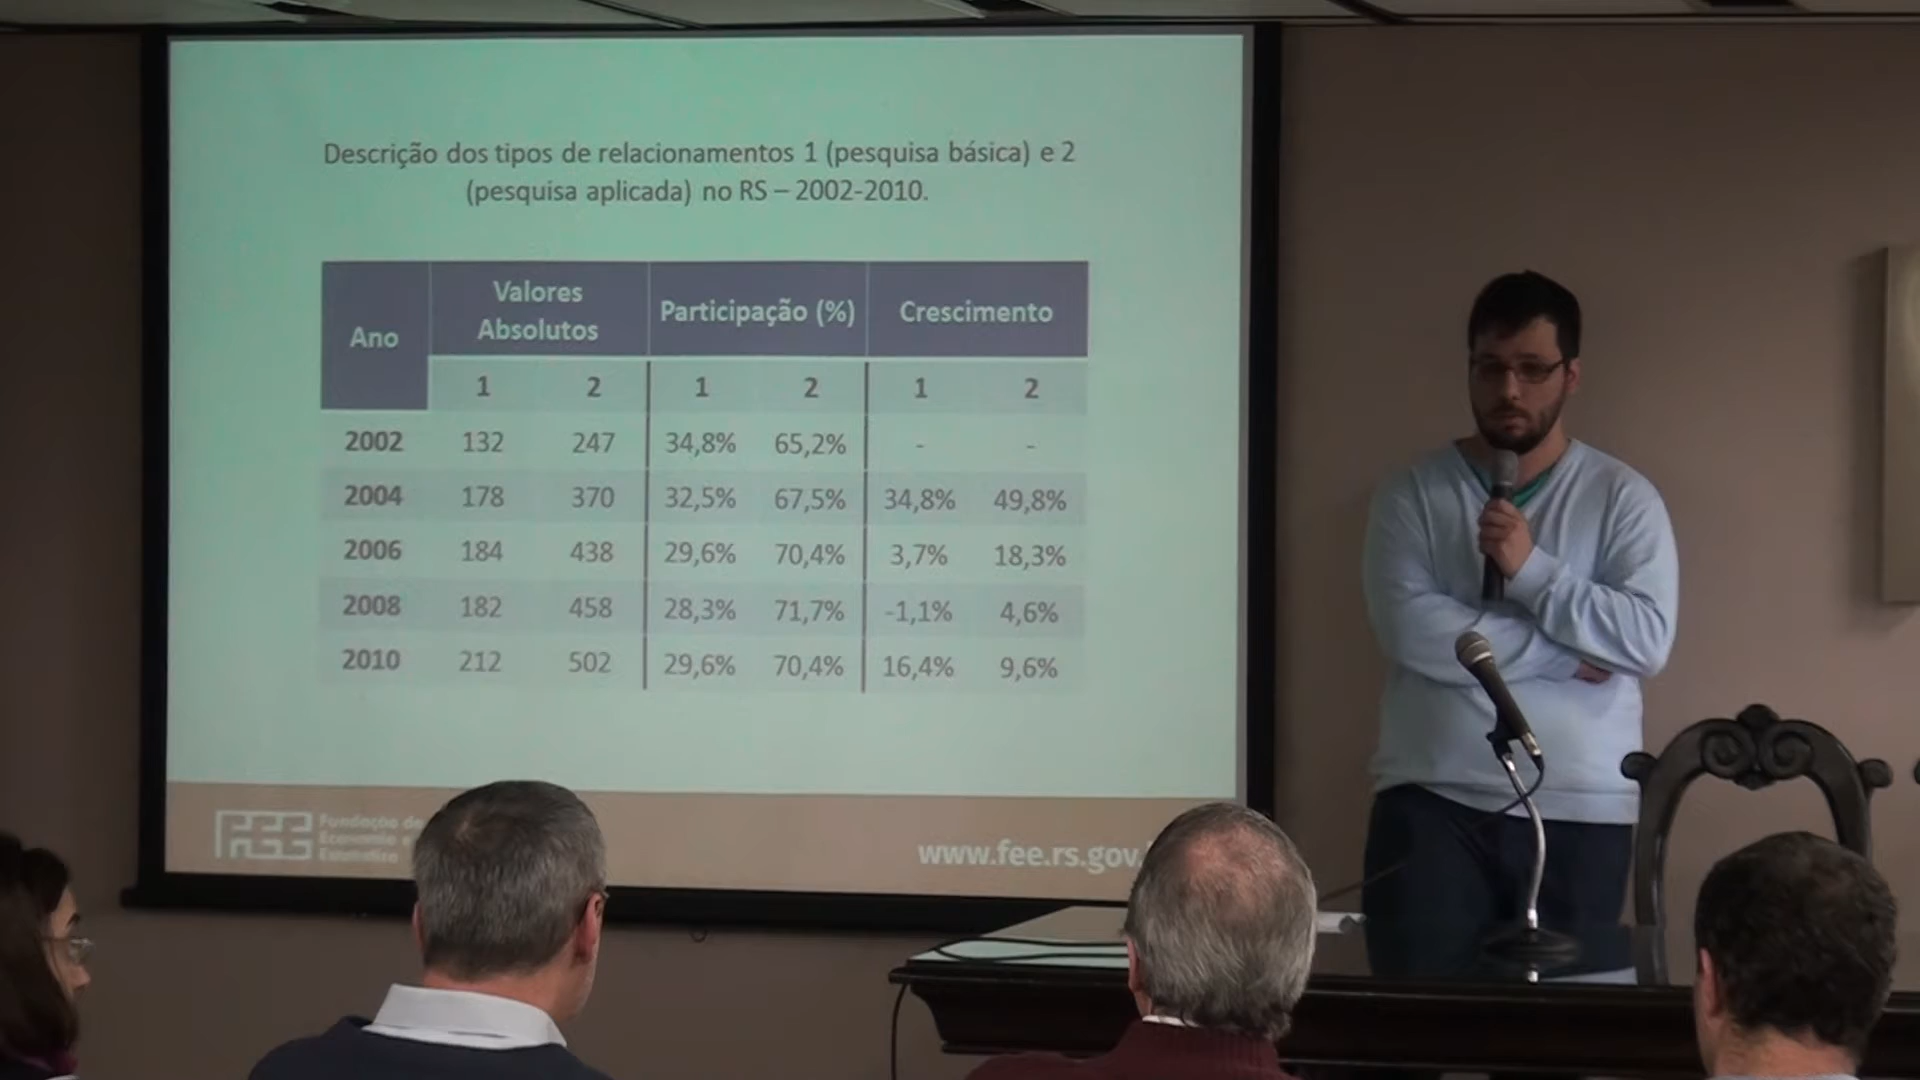 Descrição dos tipos de relacionamentos 1 (pesquisa básica) e 2
(pesquisa aplicada) no RS – 2002-2010.
Ano Valores Absolutos Participação (%) Crescimento
1 2 1 2 1 2
2002 132 247 34,8% 65,2% - -
2004 178 370 32,5% 67,5% 34,8% 49,8%
2006 184 438 29,6% 70,4% 3,7% 18,3%
2008 182 458 28,3% 71,7% -1,1% 4,6%
2010 212 502 29,6% 70,4% 16,4% 9,6%
FEE
Fundação de
Economia e
Estatística
www.fee.rs.gov.